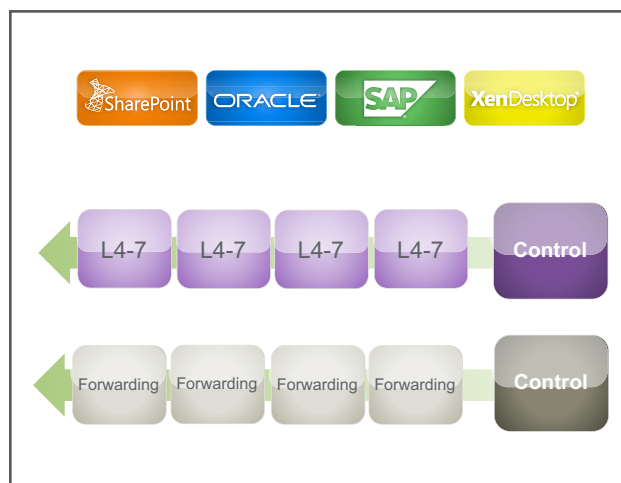 SharePoint ORACLE® SAP® XenDesktop®
L4-7 L4-7 L4-7 L4-7 Control
Forwarding Forwarding Forwarding Forwarding Control